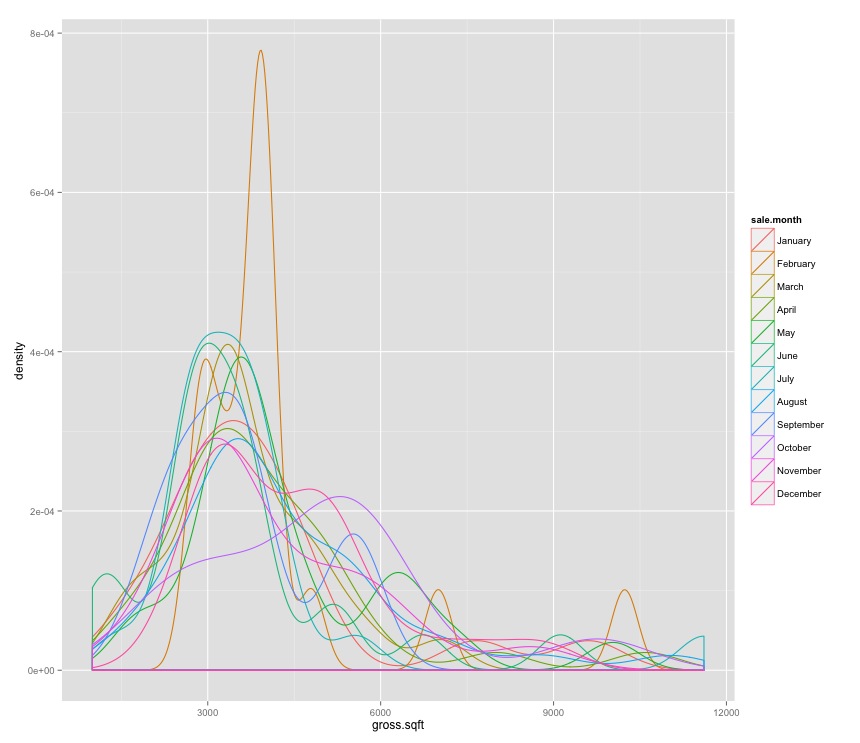 8e-04
6e-04
4e-04
2e-04
0e+00
density
3000
6000
9000
12000
gross.sqft
sale.month
January
February
March
April
May
June
July
August
September
October
November
December